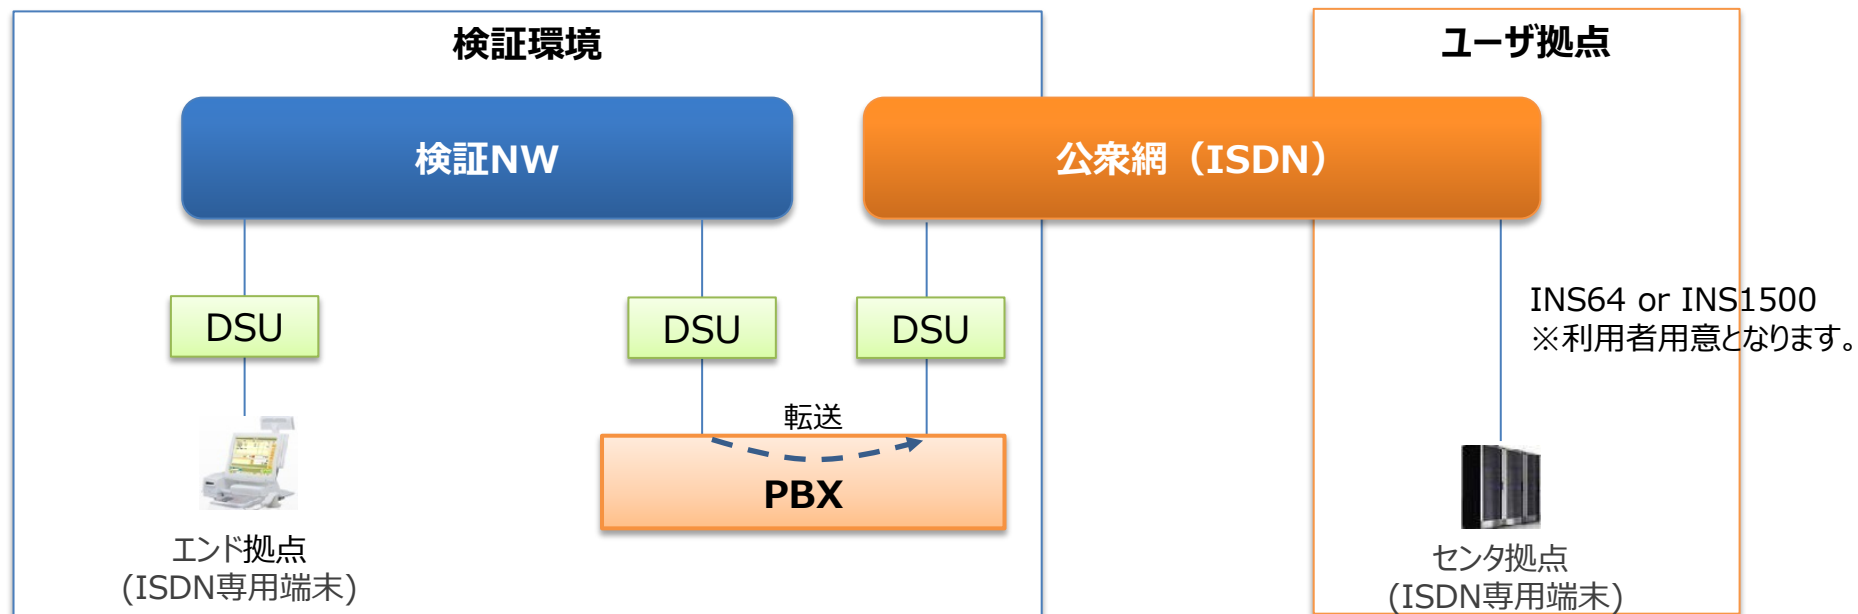 検証環境
ユーザ拠点
検証NW
公衆網（ISDN）
DSU
DSU
DSU
INS64 or INS1500
※利用者用意となります。
転送
PBX
エンド拠点
(ISDN専用端末)
センタ拠点
(ISDN専用端末)